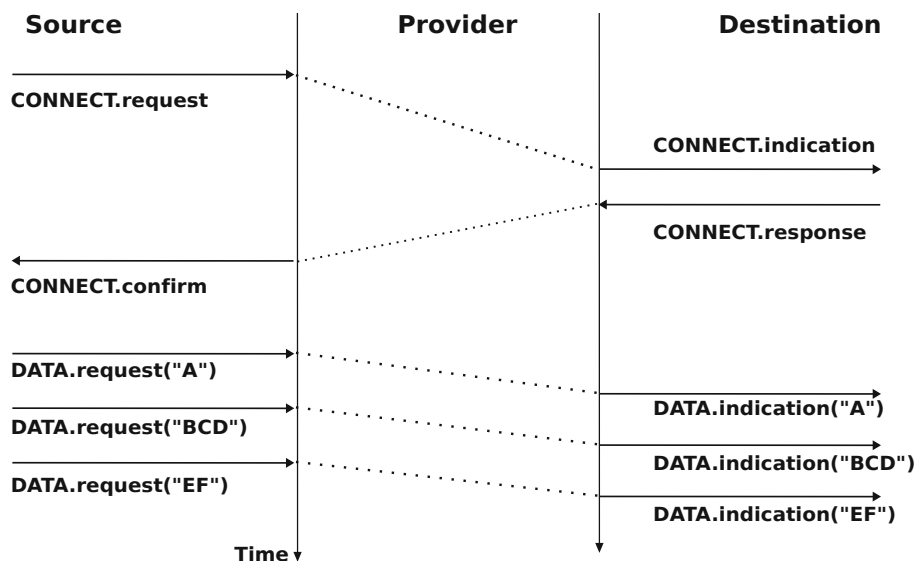 Source
Provider
Destination
CONNECT.request
CONNECT.indication
CONNECT.response
CONNECT.confirm
DATA.request("A")
DATA.indication("A")
DATA.request("BCD")
DATA.indication("BCD")
DATA.request("EF")
DATA.indication("EF")
Time